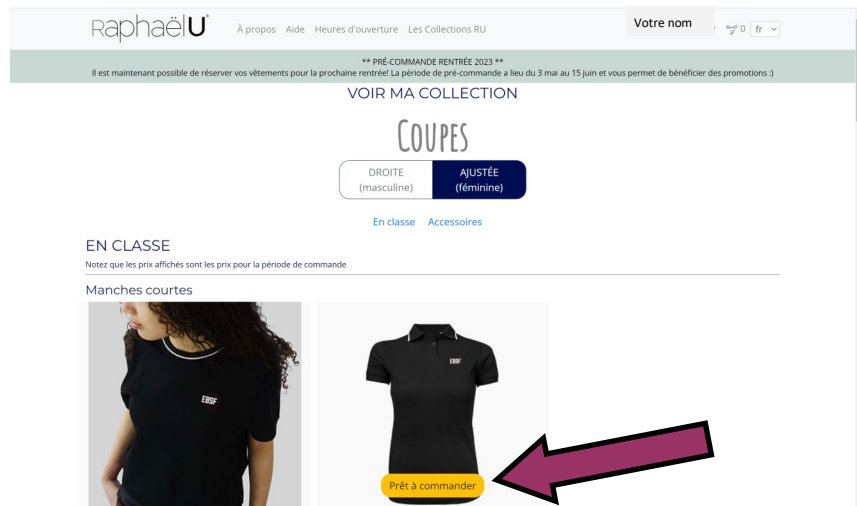 RaphaëlU
À propos Aide Heures d'ouverture Les Collections RU
Votre nom
0 fr
** PRÉ-COMMANDE RENTRÉE 2023 **
Il est maintenant possible de réserver vos vêtements pour la prochaine rentrée! La période de pré-commande a lieu du 3 mai au 15 juin et vous permet de bénéficier des promotions :)
VOIR MA COLLECTION
COUPES
DROITE
(masculine)
AJUSTÉE
(féminine)
En classe Accessoires
EN CLASSE
Notez que les prix affichés sont les prix pour la période de commande
Manches courtes
EBSF
EBSF
Prêt à commander